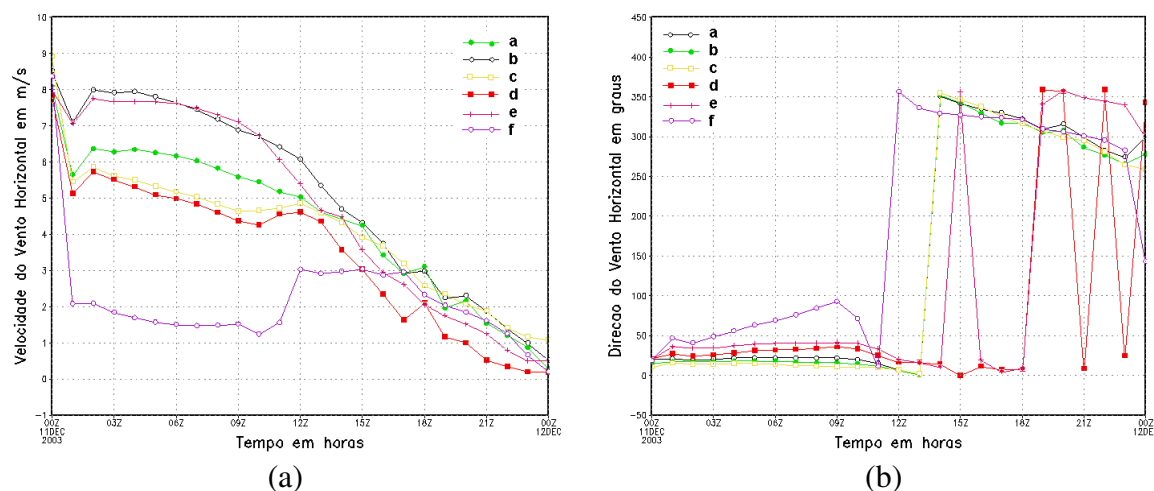 10
9
8
7
6
5
4
3
2
1
0
-1
Velocidade do Vento Horizontal em m/s
a
b
c
d
e
f
00Z 03Z 06Z 09Z 12Z 15Z 18Z 21Z 00Z
11DEC 12DEC
2003
Tempo em horas
(a)
450
400
350
300
250
200
150
100
50
0
-50
Direcao do Vento Horizontal em graus
a
b
c
d
e
f
00Z 03Z 06Z 09Z 12Z 15Z 18Z 21Z 00Z
11DEC 12DEC
2003
Tempo em horas
(b)